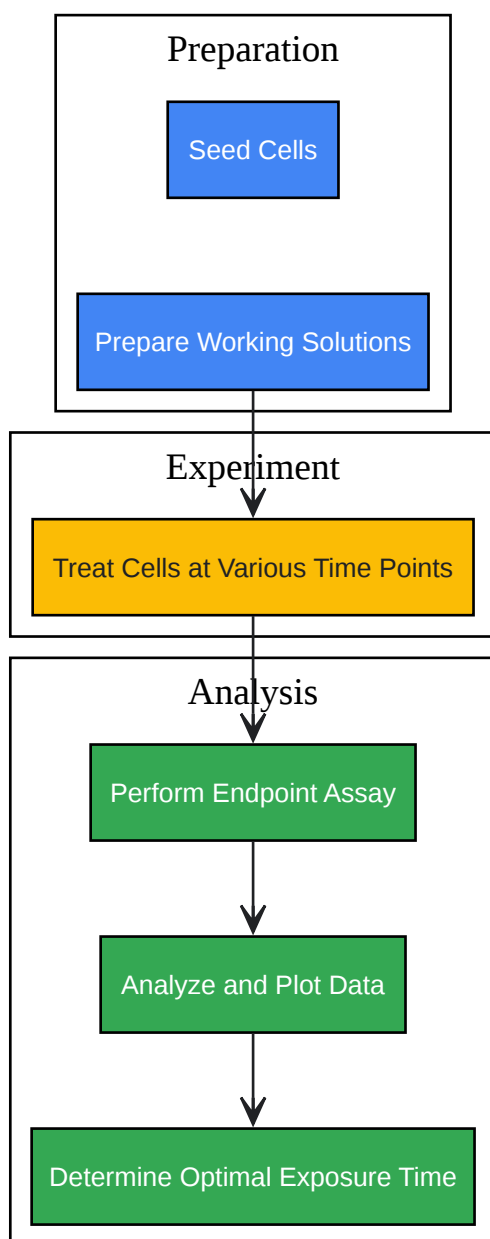 Preparation
Seed Cells
Prepare Working Solutions
Experiment
Treat Cells at Various Time Points
Analysis
Perform Endpoint Assay
Analyze and Plot Data
Determine Optimal Exposure Time